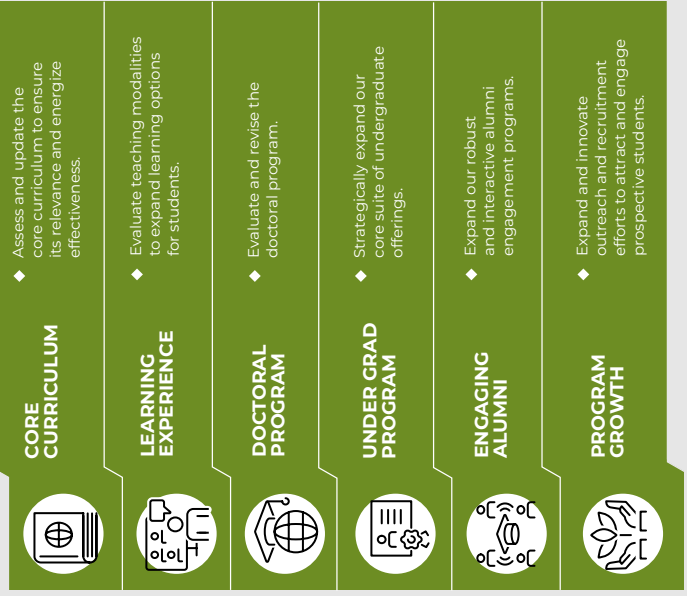 CORE
CURRICULUM
Assess and update the
core curriculum to ensure
its relevance and energize
effectiveness.
LEARNING
EXPERIENCE
Evaluate teaching modalities
to expand learning options
for students.
DOCTORAL
PROGRAM
Evaluate and revise the
doctoral program.
UNDER GRAD
PROGRAM
Strategically expand our
core suite of undergraduate
offerings.
ENGAGING
ALUMNI
Expand our robust
and interactive alumni
engagement programs.
PROGRAM
GROWTH
Expand and innovate
outreach and recruitment
efforts to attract and engage
prospective students.